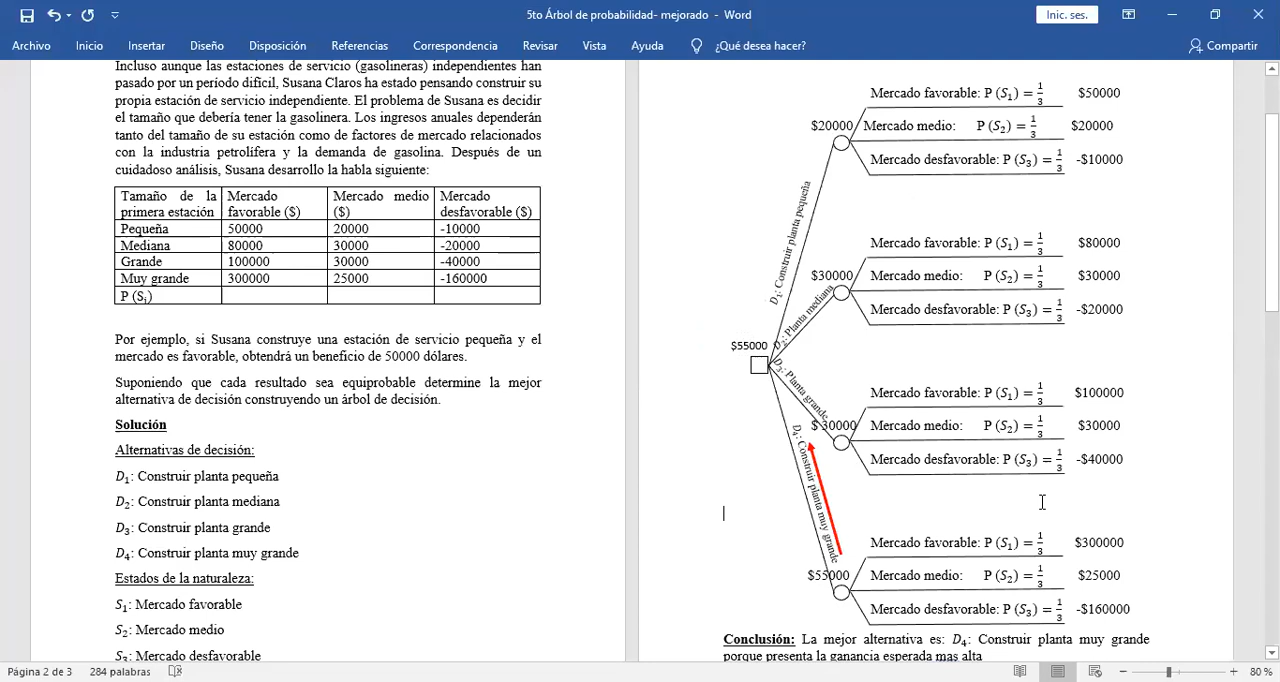 5to Árbol de probabilidad- mejorado - Word
Inic. ses.
Archivo Inicio Insertar Diseño Disposición Referencias Correspondencia Revisar Vista Ayuda ¿Qué desea hacer? Compartir
Incluso aunque las estaciones de servicio (gasolineras) independientes han
pasado por un período difícil, Susana Claros ha estado pensando construir su
propia estación de servicio independiente. El problema de Susana es decidir
el tamaño que debería tener la gasolinera. Los ingresos anuales dependerán
tanto del tamaño de su estación como de factores de mercado relacionados
con la industria petrolífera y la demanda de gasolina. Después de un
cuidadoso análisis, Susana desarrollo la habla siguiente:
Tamaño de la primera estación Mercado favorable ($) Mercado medio ($) Mercado desfavorable ($)
Pequeña 50000 20000 -10000
Mediana 80000 30000 -20000
Grande 100000 30000 -40000
Muy grande 300000 25000 -160000
P (Sᵢ)
Por ejemplo, si Susana construye una estación de servicio pequeña y el
mercado es favorable, obtendrá un beneficio de 50000 dólares.
Suponiendo que cada resultado sea equiprobable determine la mejor
alternativa de decisión construyendo un árbol de decisión.
Solución
Alternativas de decisión:
D₁: Construir planta pequeña
D₂: Construir planta mediana
D₃: Construir planta grande
D₄: Construir planta muy grande
Estados de la naturaleza:
S₁: Mercado favorable
S₂: Mercado medio
S₃: Mercado desfavorable
Mercado favorable: P (S₁) = 1/3 $50000
$20000 Mercado medio: P (S₂) = 1/3 $20000
Mercado desfavorable: P (S₃) = 1/3 -$10000
D₁: Construir planta pequeña
Mercado favorable: P (S₁) = 1/3 $80000
$30000 Mercado medio: P (S₂) = 1/3 $30000
Mercado desfavorable: P (S₃) = 1/3 -$20000
D₂: Planta mediana
$55000
D₃: Planta grande
Mercado favorable: P (S₁) = 1/3 $100000
$ 30000 Mercado medio: P (S₂) = 1/3 $30000
Mercado desfavorable: P (S₃) = 1/3 -$40000
D₄: Construir planta muy grande
Mercado favorable: P (S₁) = 1/3 $300000
$55000 Mercado medio: P (S₂) = 1/3 $25000
Mercado desfavorable: P (S₃) = 1/3 -$160000
Conclusión: La mejor alternativa es: D₄: Construir planta muy grande
porque presenta la ganancia esperada mas alta
Página 2 de 3 284 palabras 80 %